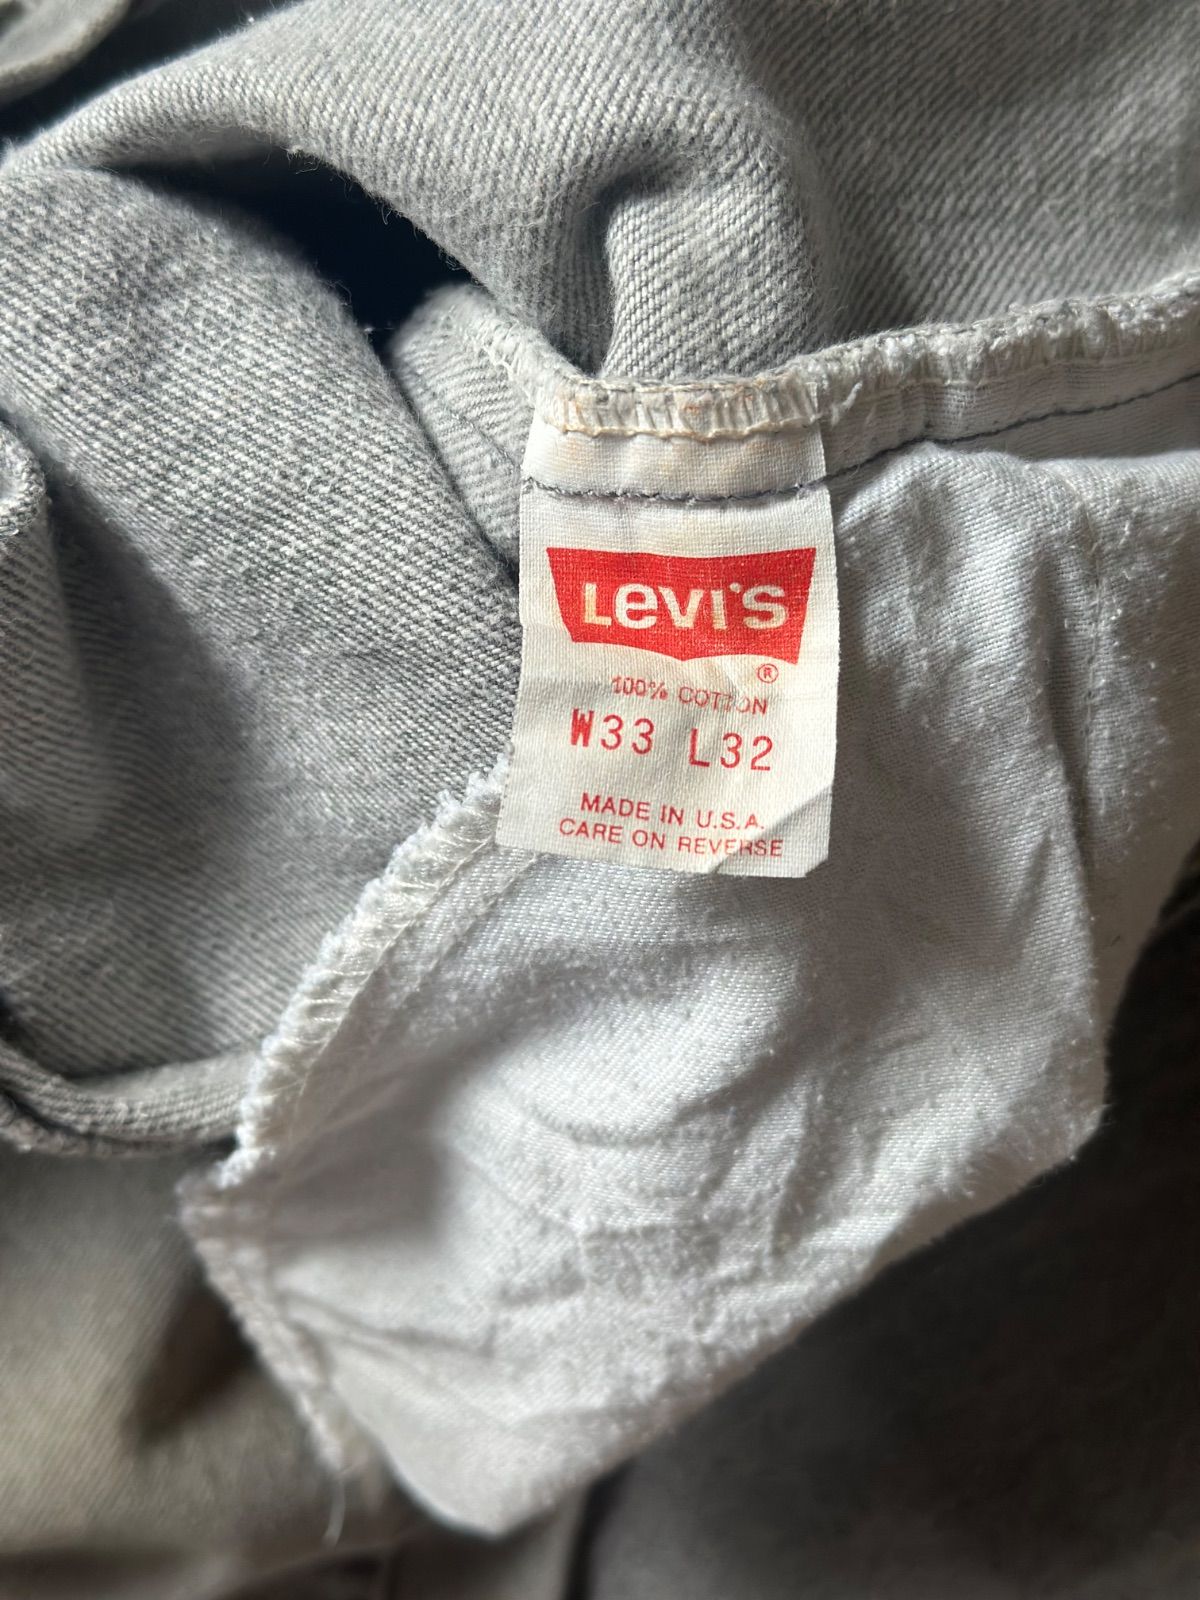 LEVI'S
®
100% COTTON
W33 L32
MADE IN U.S.A.
CARE ON REVERSE